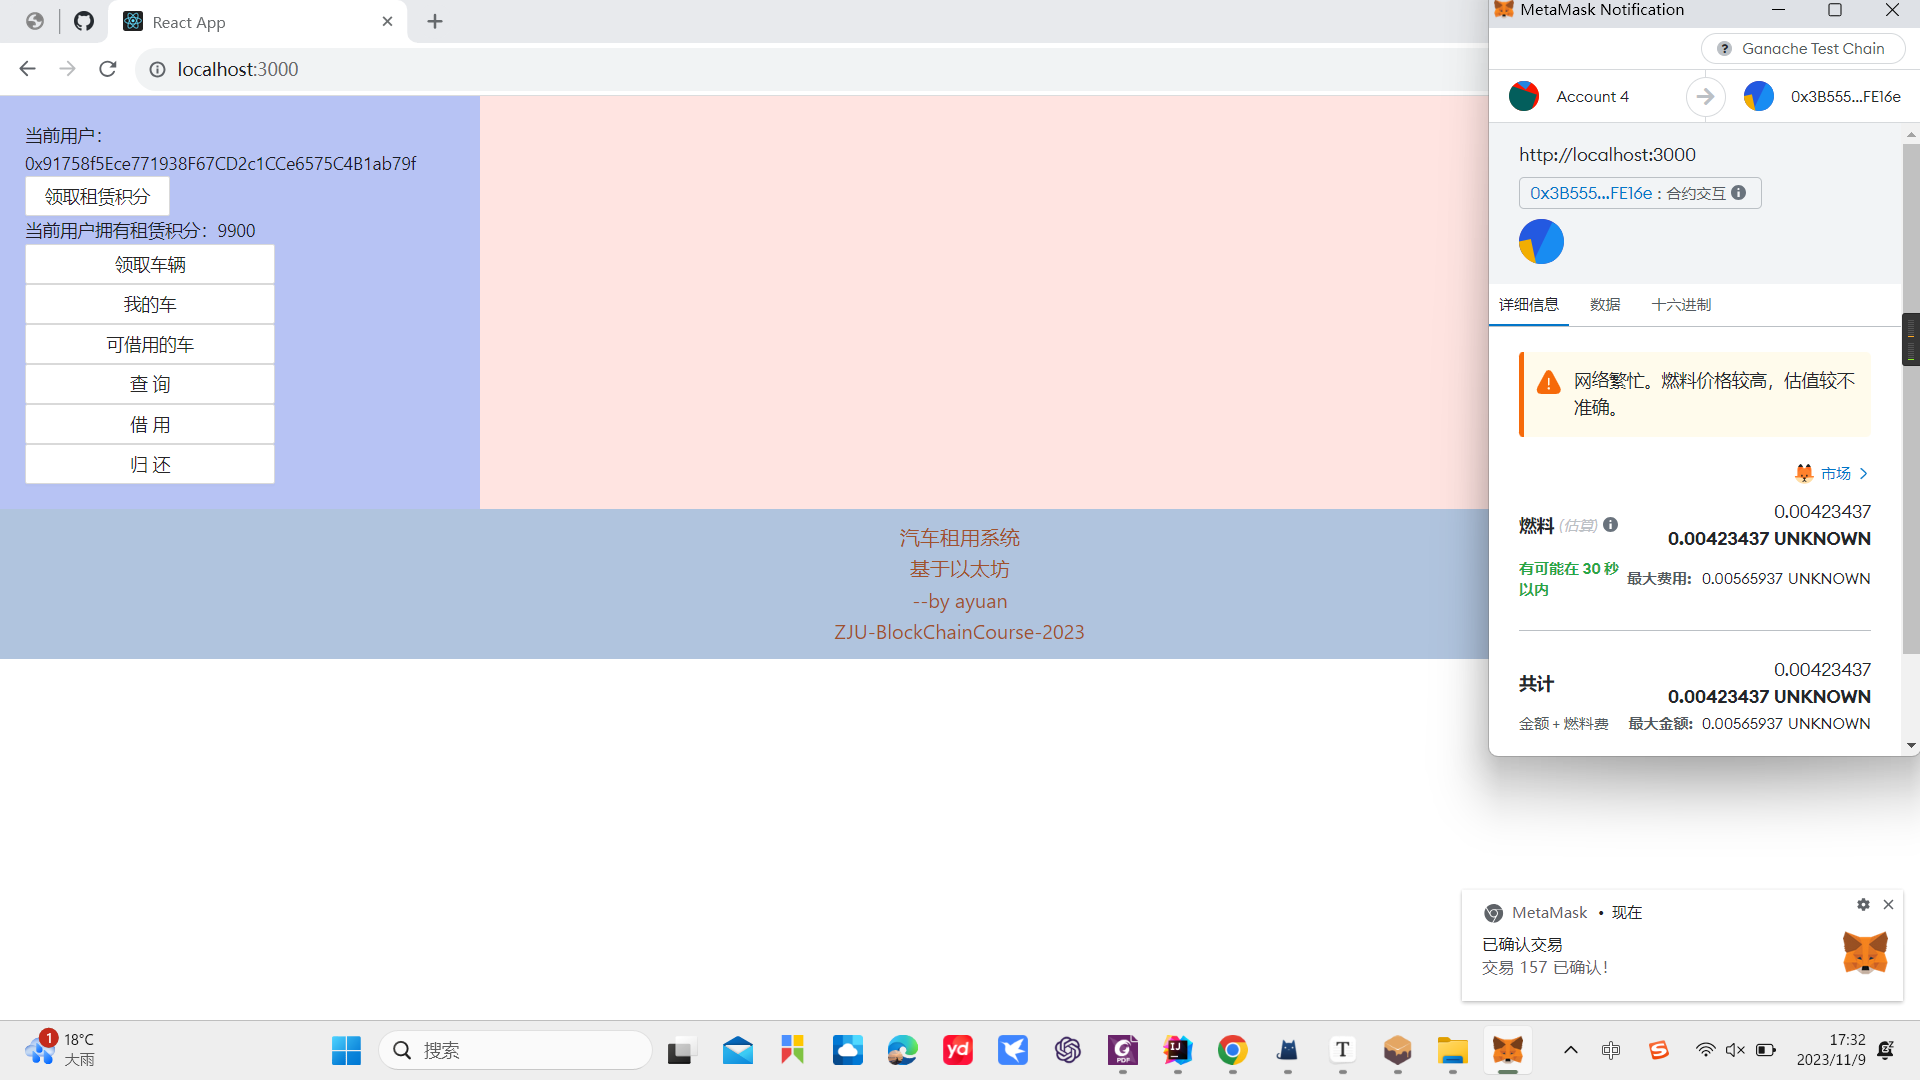 React App
localhost:3000
当前用户：
0x91758f5Ece771938F67CD2c1CCe6575C4B1ab79f
领取租赁积分
当前用户拥有租赁积分：9900
领取车辆
我的车
可借用的车
查 询
借 用
归 还
汽车租用系统
基于以太坊
--by ayuan
ZJU-BlockChainCourse-2023
MetaMask Notification
Ganache Test Chain
Account 4
0x3B555...FE16e
http://localhost:3000
0x3B555...FE16e : 合约交互
详细信息 数据 十六进制
网络繁忙。燃料价格较高，估值较不
准确。
市场
0.00423437
燃料 (估算)
0.00423437 UNKNOWN
有可能在 30 秒
以内
最大费用: 0.00565937 UNKNOWN
0.00423437
共计
0.00423437 UNKNOWN
金额 + 燃料费 最大金额: 0.00565937 UNKNOWN
MetaMask • 现在
已确认交易
交易 157 已确认！
1
18°C
大雨
搜索
yd
PDF
IJ
T
中
17:32
2023/11/9